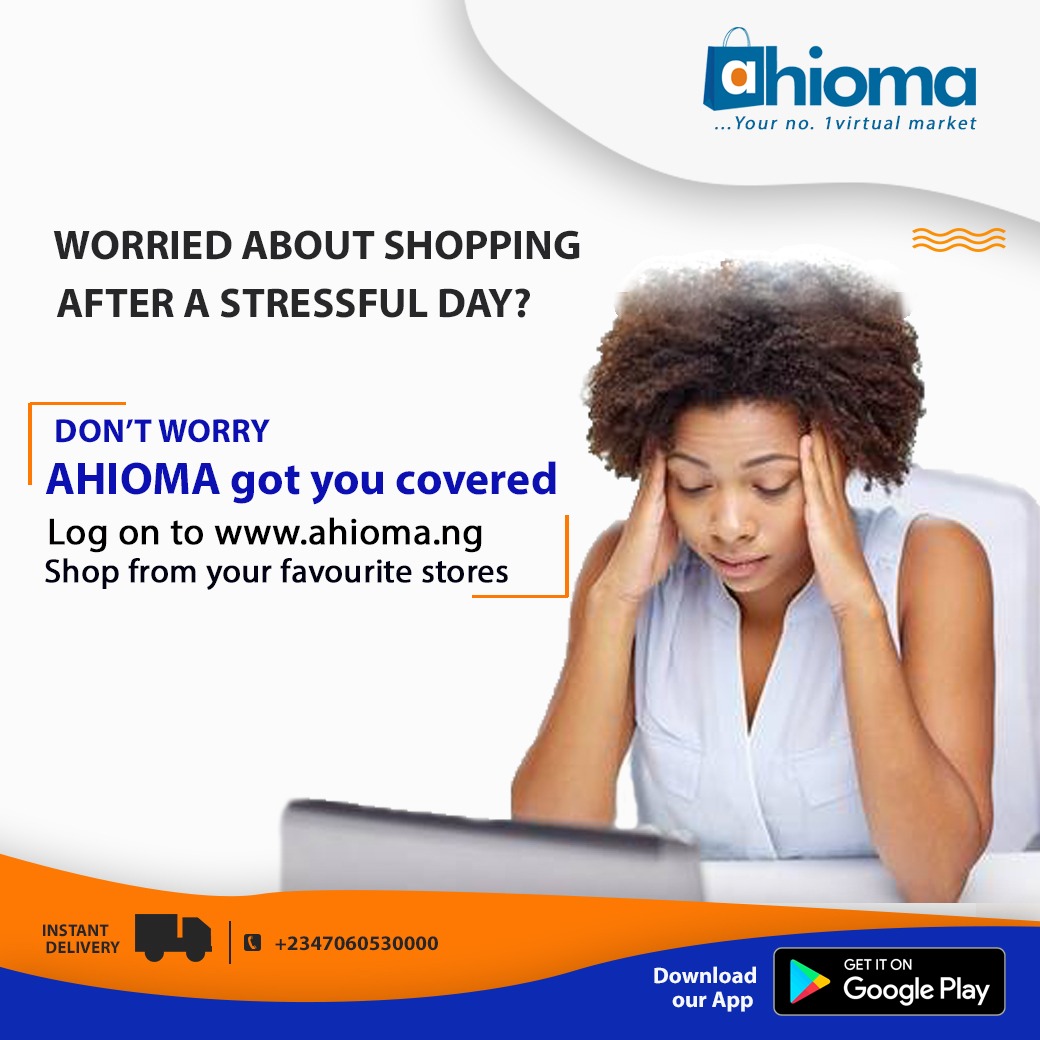 ahioma
...Your no. 1virtual market
WORRIED ABOUT SHOPPING
AFTER A STRESSFUL DAY?
DON'T WORRY
AHIOMA got you covered
Log on to www.ahioma.ng
Shop from your favourite stores
INSTANT
DELIVERY
+2347060530000
Download
our App
GET IT ON
Google Play